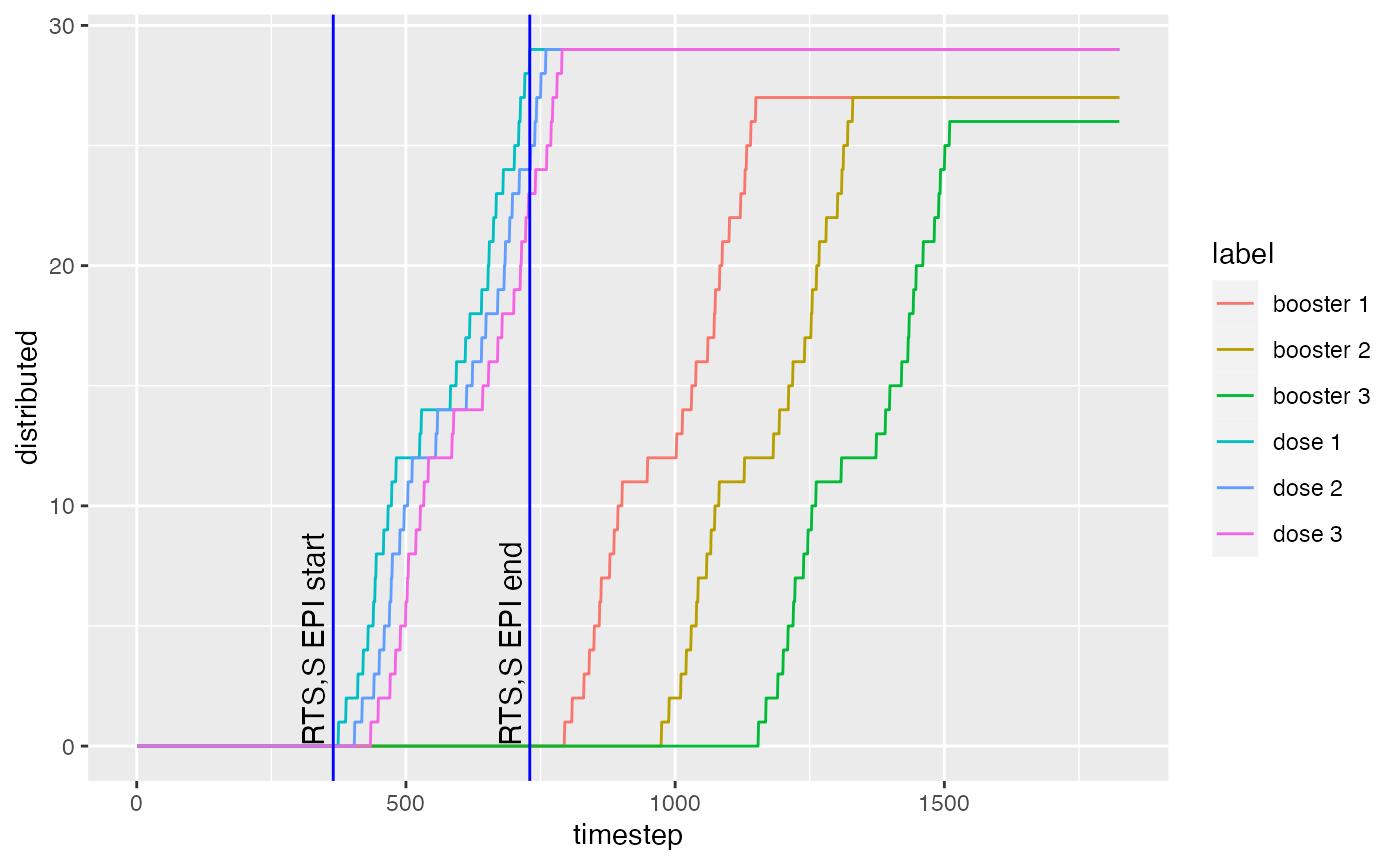 30
20
10
0
distributed
RTS,S EPI start
RTS,S EPI end
0
500
1000
1500
timestep
label
booster 1
booster 2
booster 3
dose 1
dose 2
dose 3